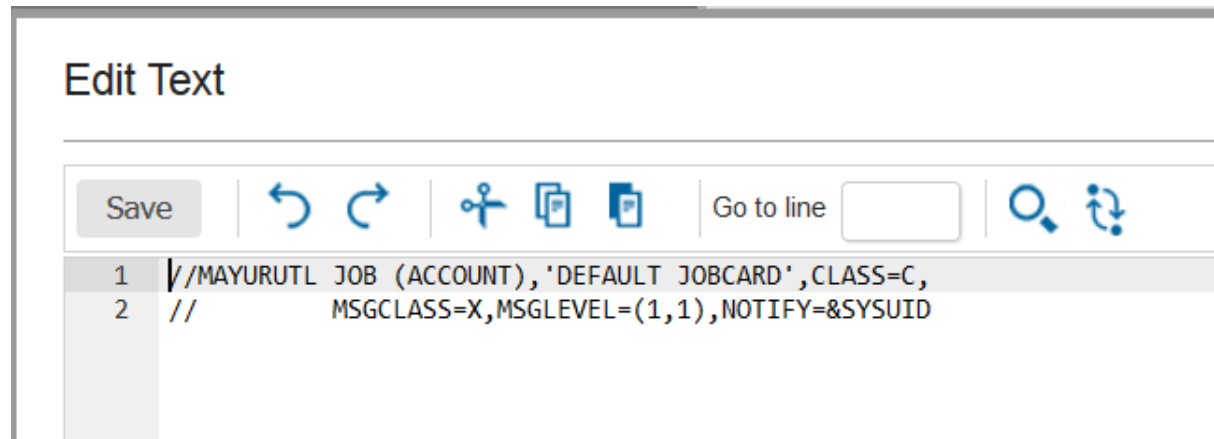 Edit Text
Save Go to line
1 //MAYURUTL JOB (ACCOUNT),'DEFAULT JOBCARD',CLASS=C,
2 // MSGCLASS=X,MSGLEVEL=(1,1),NOTIFY=&SYSUID